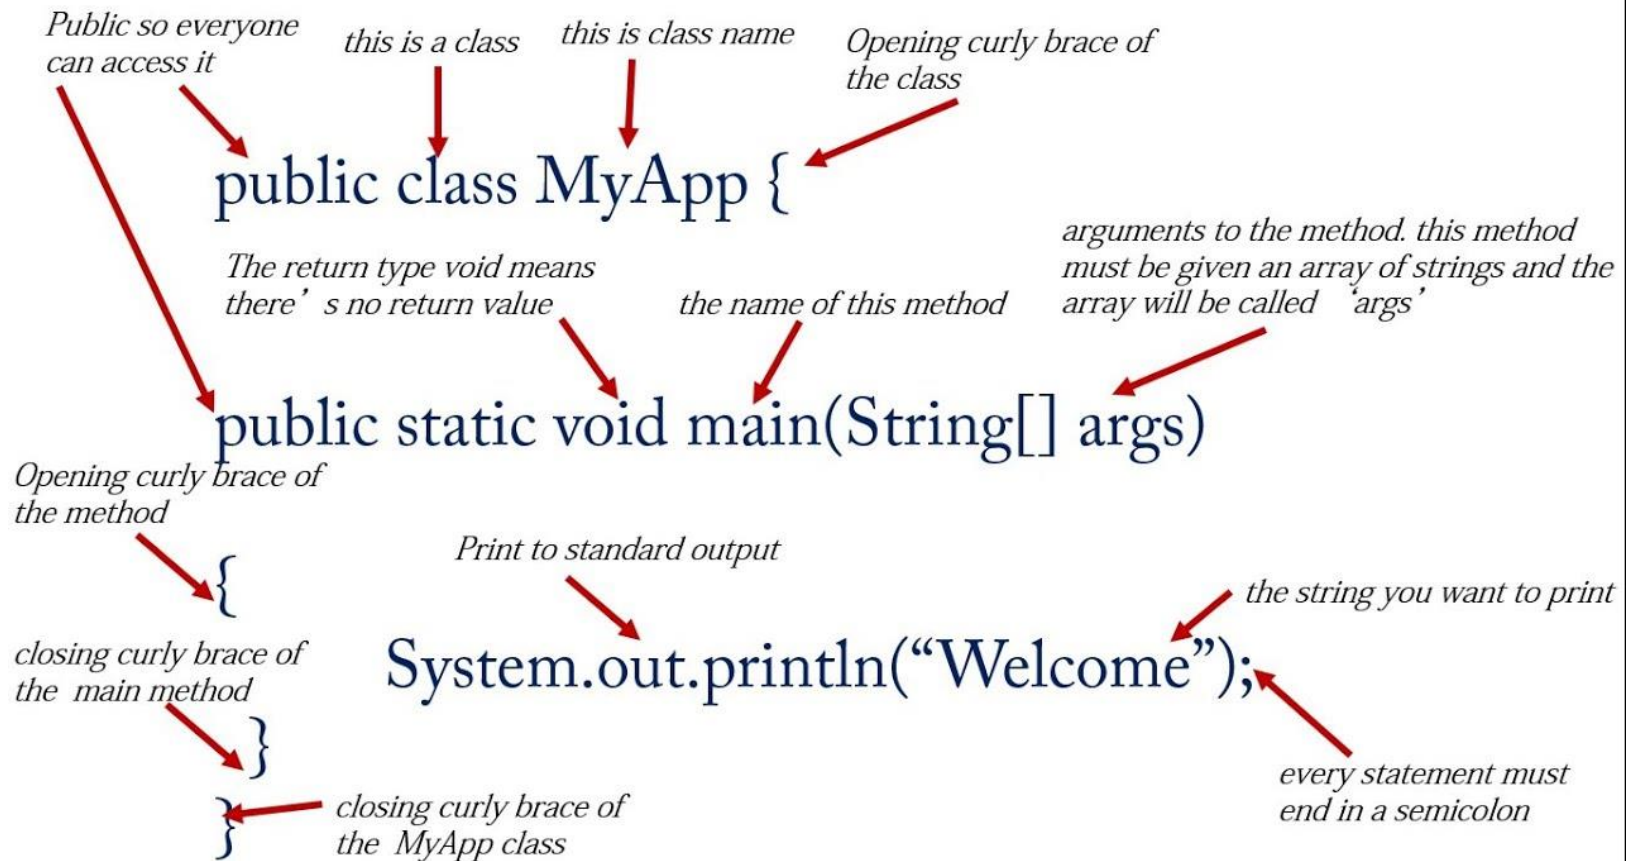 Public so everyone
can access it
this is a class
this is class name
Opening curly brace of
the class
public class MyApp {
The return type void means
there’ s no return value
the name of this method
arguments to the method. this method
must be given an array of strings and the
array will be called ‘args’
public static void main(String[] args)
Opening curly brace of
the method
{
Print to standard output
the string you want to print
System.out.println(“Welcome”);
closing curly brace of
the main method
}
every statement must
end in a semicolon
}
closing curly brace of
the MyApp class